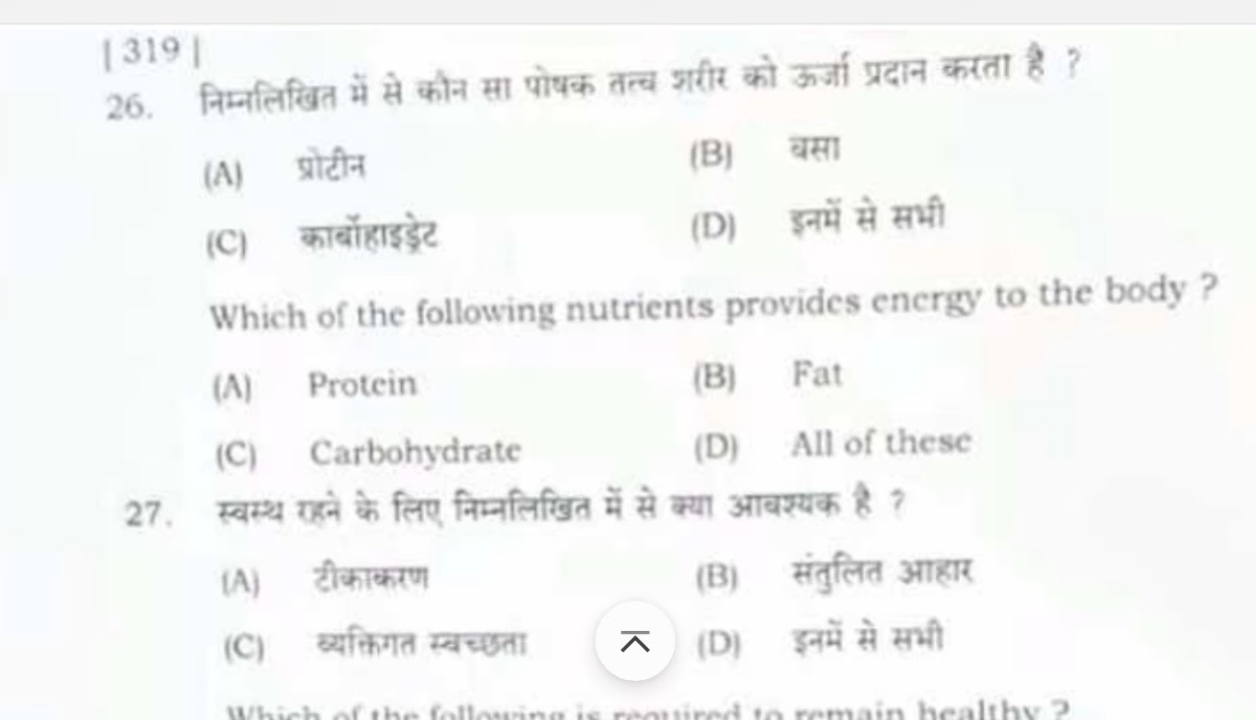 | 319 |
26. निम्नलिखित में से कौन सा पोषक तत्व शरीर को ऊर्जा प्रदान करता है ?
(A) प्रोटीन (B) वसा
(C) कार्बोहाइड्रेट (D) इनमें से सभी
Which of the following nutrients provides energy to the body ?
(A) Protein (B) Fat
(C) Carbohydrate (D) All of these
27. स्वस्थ रहने के लिए निम्नलिखित में से क्या आवश्यक है ?
(A) टीकाकरण (B) संतुलित आहार
(C) व्यक्तिगत स्वच्छता (D) इनमें से सभी
Which of the following is required to remain healthy ?